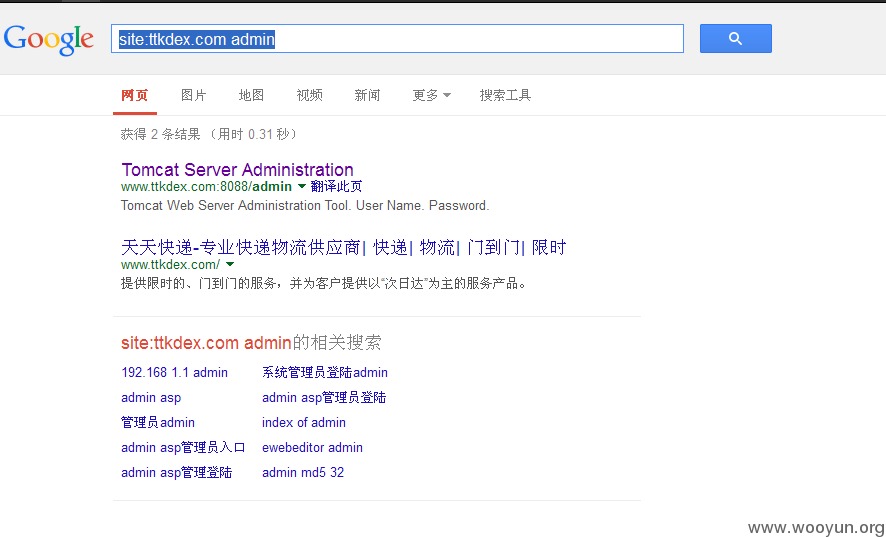 Google
site:ttkdex.com admin
网页 图片 地图 视频 新闻 更多 搜索工具
获得 2 条结果 （用时 0.31 秒）
Tomcat Server Administration
www.ttkdex.com:8088/admin 翻译此页
Tomcat Web Server Administration Tool. User Name. Password.
天天快递-专业快递物流供应商| 快递| 物流| 门到门| 限时
www.ttkdex.com/
提供限时的、门到门的服务，并为客户提供以“次日达”为主的服务产品。
site:ttkdex.com admin的相关搜索
192.168 1.1 admin 系统管理员登陆admin
admin asp admin asp管理员登陆
管理员admin index of admin
admin asp管理员入口 ewebeditor admin
admin asp管理登陆 admin md5 32
www.wooyun.org